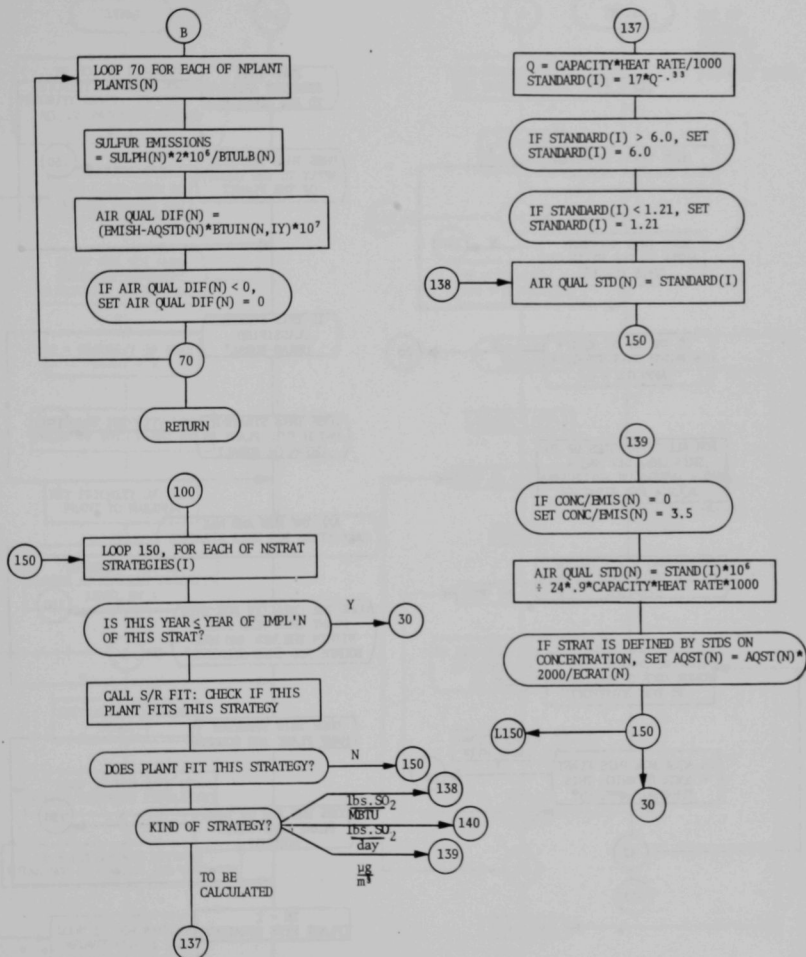 B
LOOP 70 FOR EACH OF NPLANT
PLANTS(N)
SULFUR EMISSIONS
= SULPH(N)*2*10⁶/BTULB(N)
AIR QUAL DIF(N) =
(EMISH-AQSTD(N)*BTUIN(N,IY)*10⁷
IF AIR QUAL DIF(N) < 0,
SET AIR QUAL DIF(N) = 0
70
RETURN
100
150
LOOP 150, FOR EACH OF NSTRAT
STRATEGIES(I)
IS THIS YEAR ≤ YEAR OF IMPL'N
OF THIS STRAT?
Y
30
CALL S/R FIT: CHECK IF THIS
PLANT FITS THIS STRATEGY
DOES PLANT FIT THIS STRATEGY?
N
150
KIND OF STRATEGY?
138
lbs.SO₂
MBTU
140
lbs.SO₂
day
139
µg
m³
TO BE
CALCULATED
137
137
Q = CAPACITY*HEAT RATE/1000
STANDARD(I) = 17*Q⁻·³³
IF STANDARD(I) > 6.0, SET
STANDARD(I) = 6.0
IF STANDARD(I) < 1.21, SET
STANDARD(I) = 1.21
138
AIR QUAL STD(N) = STANDARD(I)
150
139
IF CONC/EMIS(N) = 0
SET CONC/EMIS(N) = 3.5
AIR QUAL STD(N) = STAND(I)*10⁶
÷ 24*.9*CAPACITY*HEAT RATE*1000
IF STRAT IS DEFINED BY STDS ON
CONCENTRATION, SET AQST(N) = AQST(N)*
2000/ECRAT(N)
L150
150
30